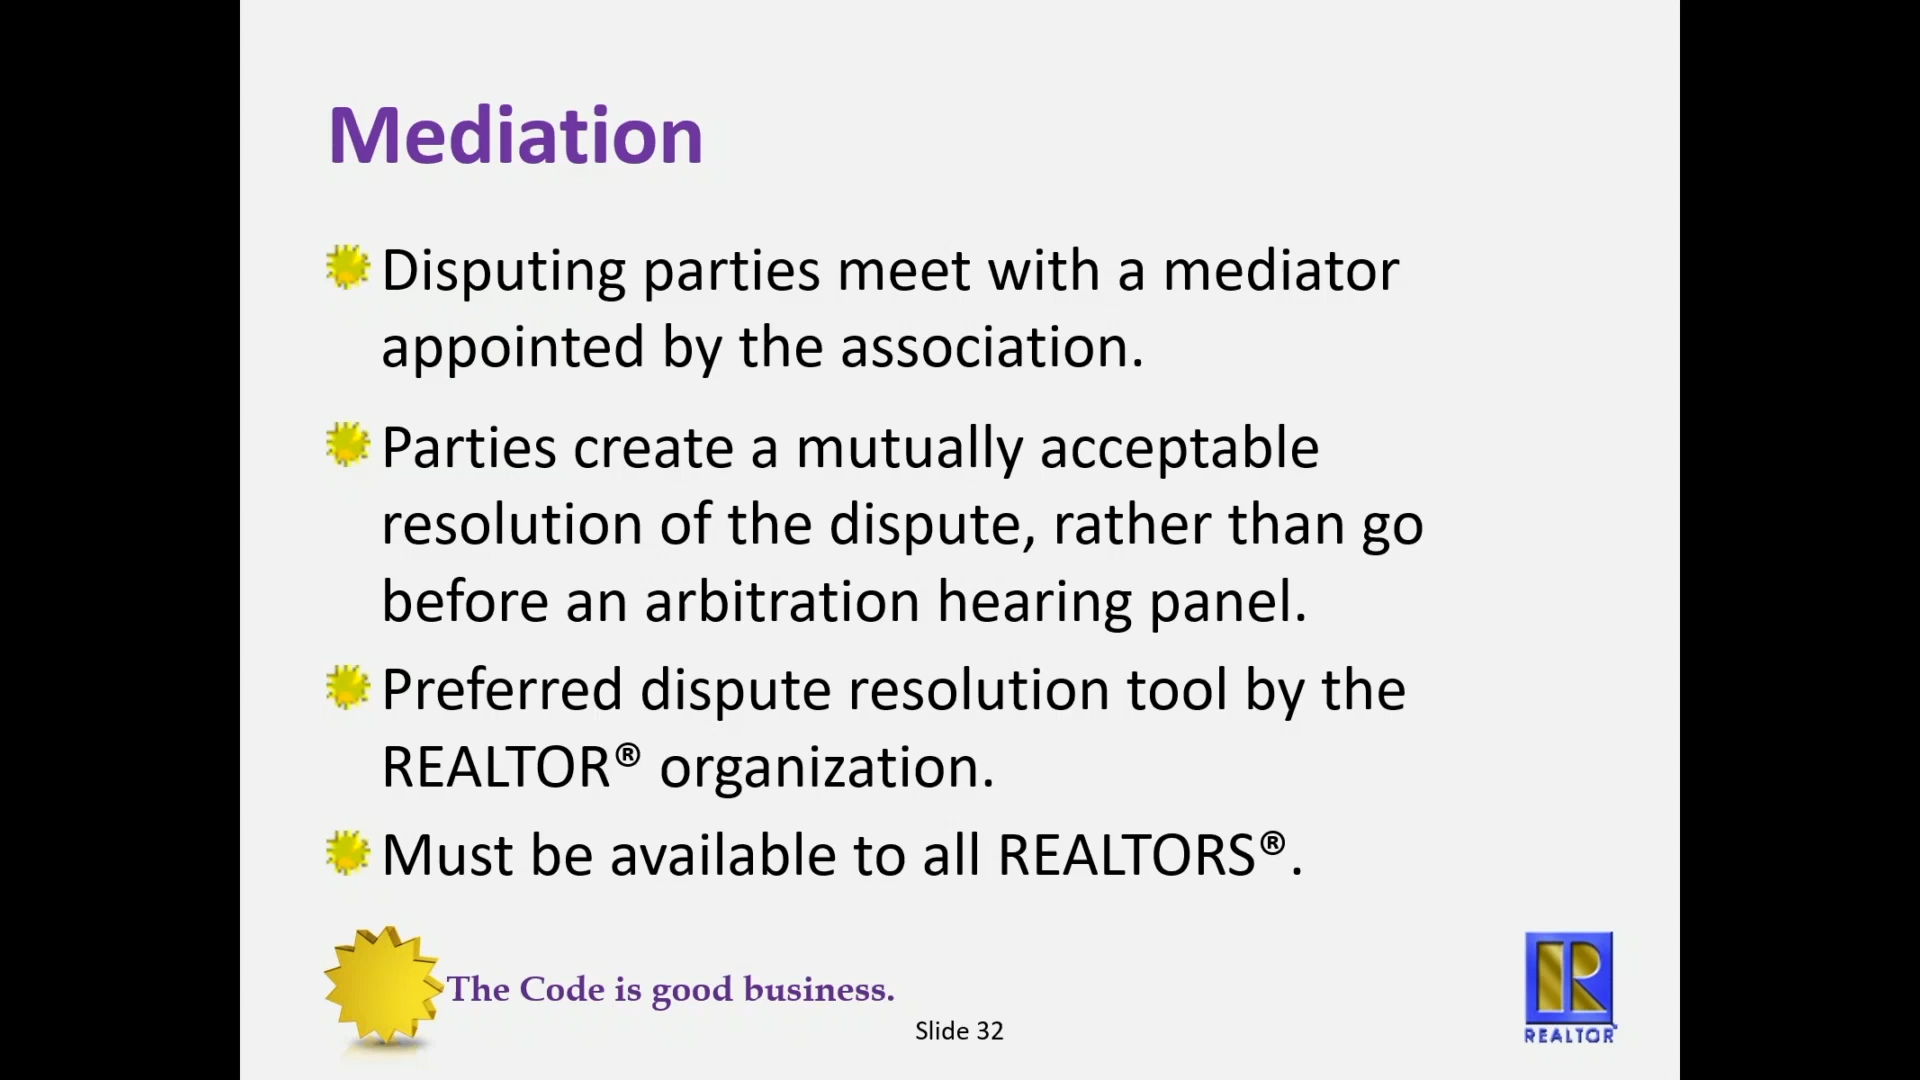 Mediation
Disputing parties meet with a mediator
appointed by the association.
Parties create a mutually acceptable
resolution of the dispute, rather than go
before an arbitration hearing panel.
Preferred dispute resolution tool by the
REALTOR® organization.
Must be available to all REALTORS®.
The Code is good business.
Slide 32
R
REALTOR